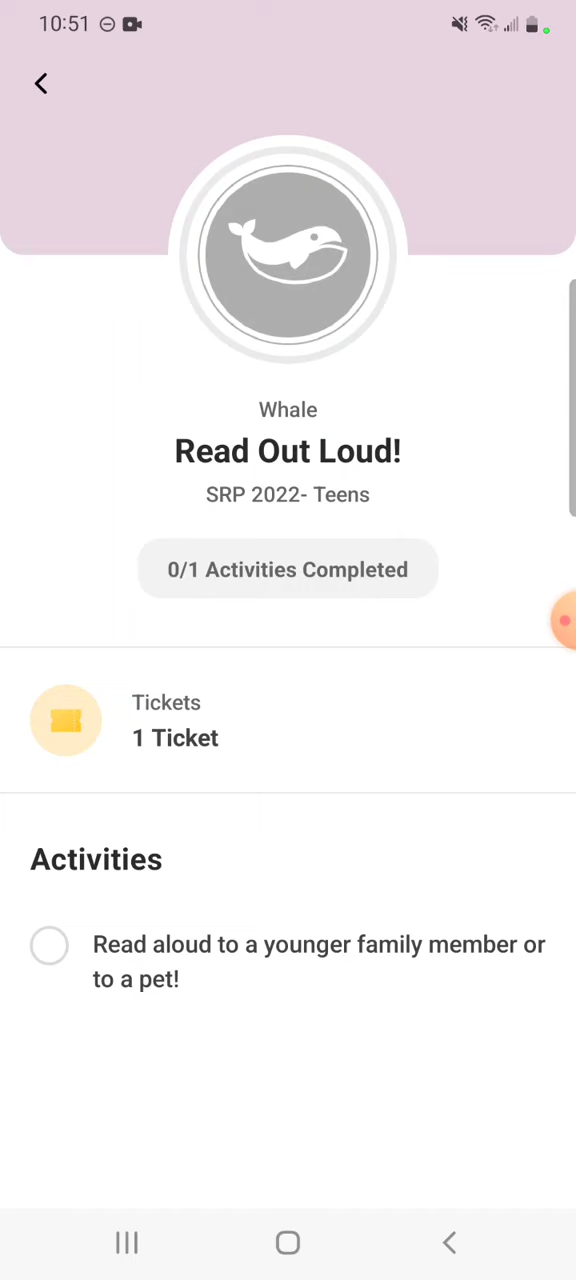 10:51
Whale
Read Out Loud!
SRP 2022- Teens
0/1 Activities Completed
Tickets
1 Ticket
Activities
Read aloud to a younger family member or
to a pet!